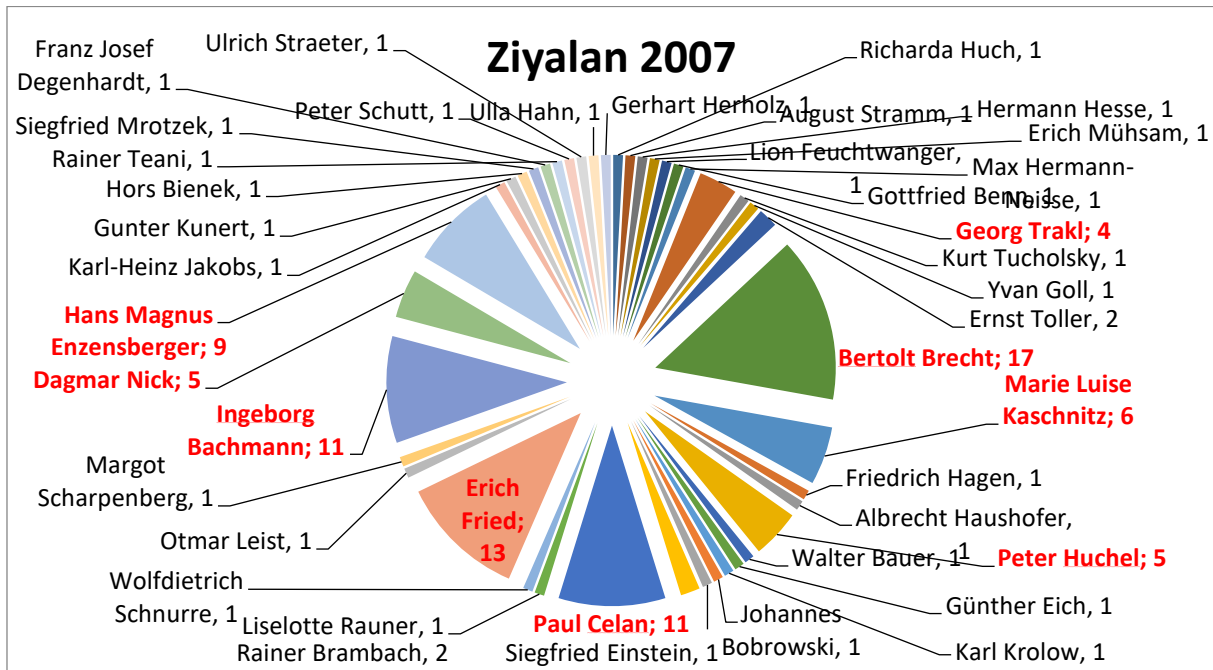 Ziyalan 2007
Richarda Huch, 1
Gerhart Herholz, 1
August Stramm, 1
Hermann Hesse, 1
Erich Mühsam, 1
Lion Feuchtwanger,
1
Max Hermann-
Neisse, 1
Gottfried Benn, 1
Georg Trakl; 4
Kurt Tucholsky, 1
Yvan Goll, 1
Ernst Toller, 2
Bertolt Brecht; 17
Marie Luise
Kaschnitz; 6
Friedrich Hagen, 1
Albrecht Haushofer,
1
Peter Huchel; 5
Walter Bauer, 1
Günther Eich, 1
Karl Krolow, 1
Johannes
Bobrowski, 1
Siegfried Einstein, 1
Paul Celan; 11
Rainer Brambach, 2
Liselotte Rauner, 1
Wolfdietrich
Schnurre, 1
Erich
Fried;
13
Otmar Leist, 1
Margot
Scharpenberg, 1
Ingeborg
Bachmann; 11
Dagmar Nick; 5
Hans Magnus
Enzensberger; 9
Karl-Heinz Jakobs, 1
Gunter Kunert, 1
Hors Bienek, 1
Rainer Teani, 1
Siegfried Mrotzek, 1
Franz Josef
Degenhardt, 1
Peter Schutt, 1
Ulrich Straeter, 1
Ulla Hahn, 1